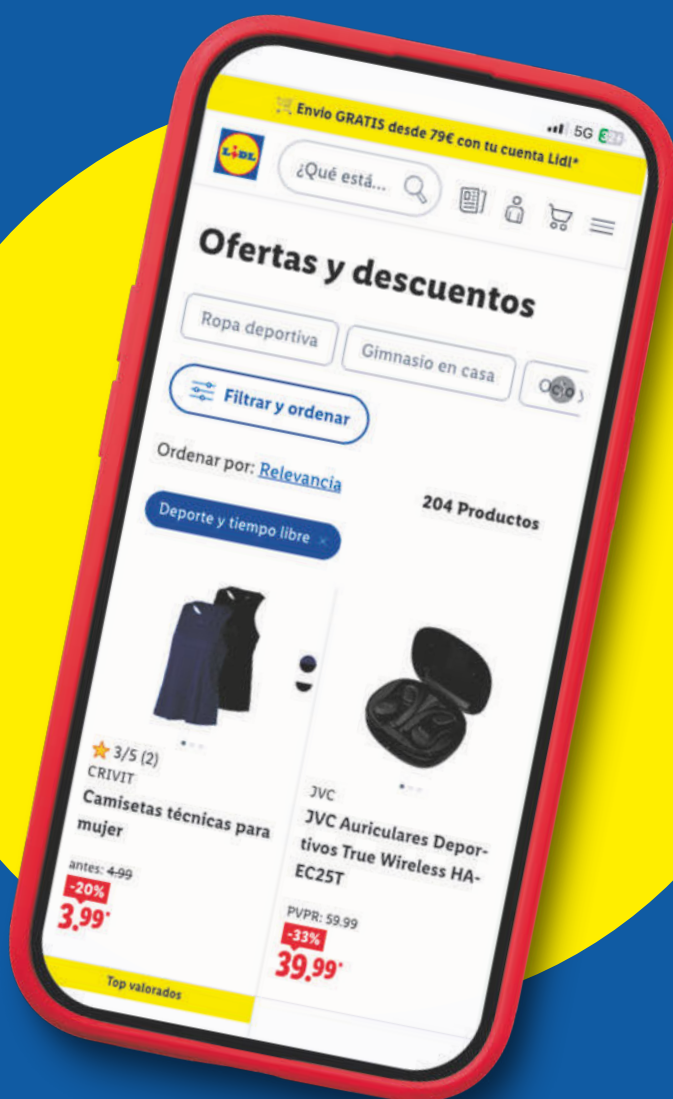 5G
Envío GRATIS desde 79€ con tu cuenta Lidl*
LiDL
¿Qué está...
Ofertas y descuentos
Ropa deportiva
Gimnasio en casa
Filtrar y ordenar
Ordenar por: Relevancia
204 Productos
Deporte y tiempo libre ×
3/5 (2)
CRIVIT
Camisetas técnicas para
mujer
antes: 4.99
-20%
3.99*
Top valorados
JVC
JVC Auriculares Depor-
tivos True Wireless HA-
EC25T
PVPR: 59.99
-33%
39.99*